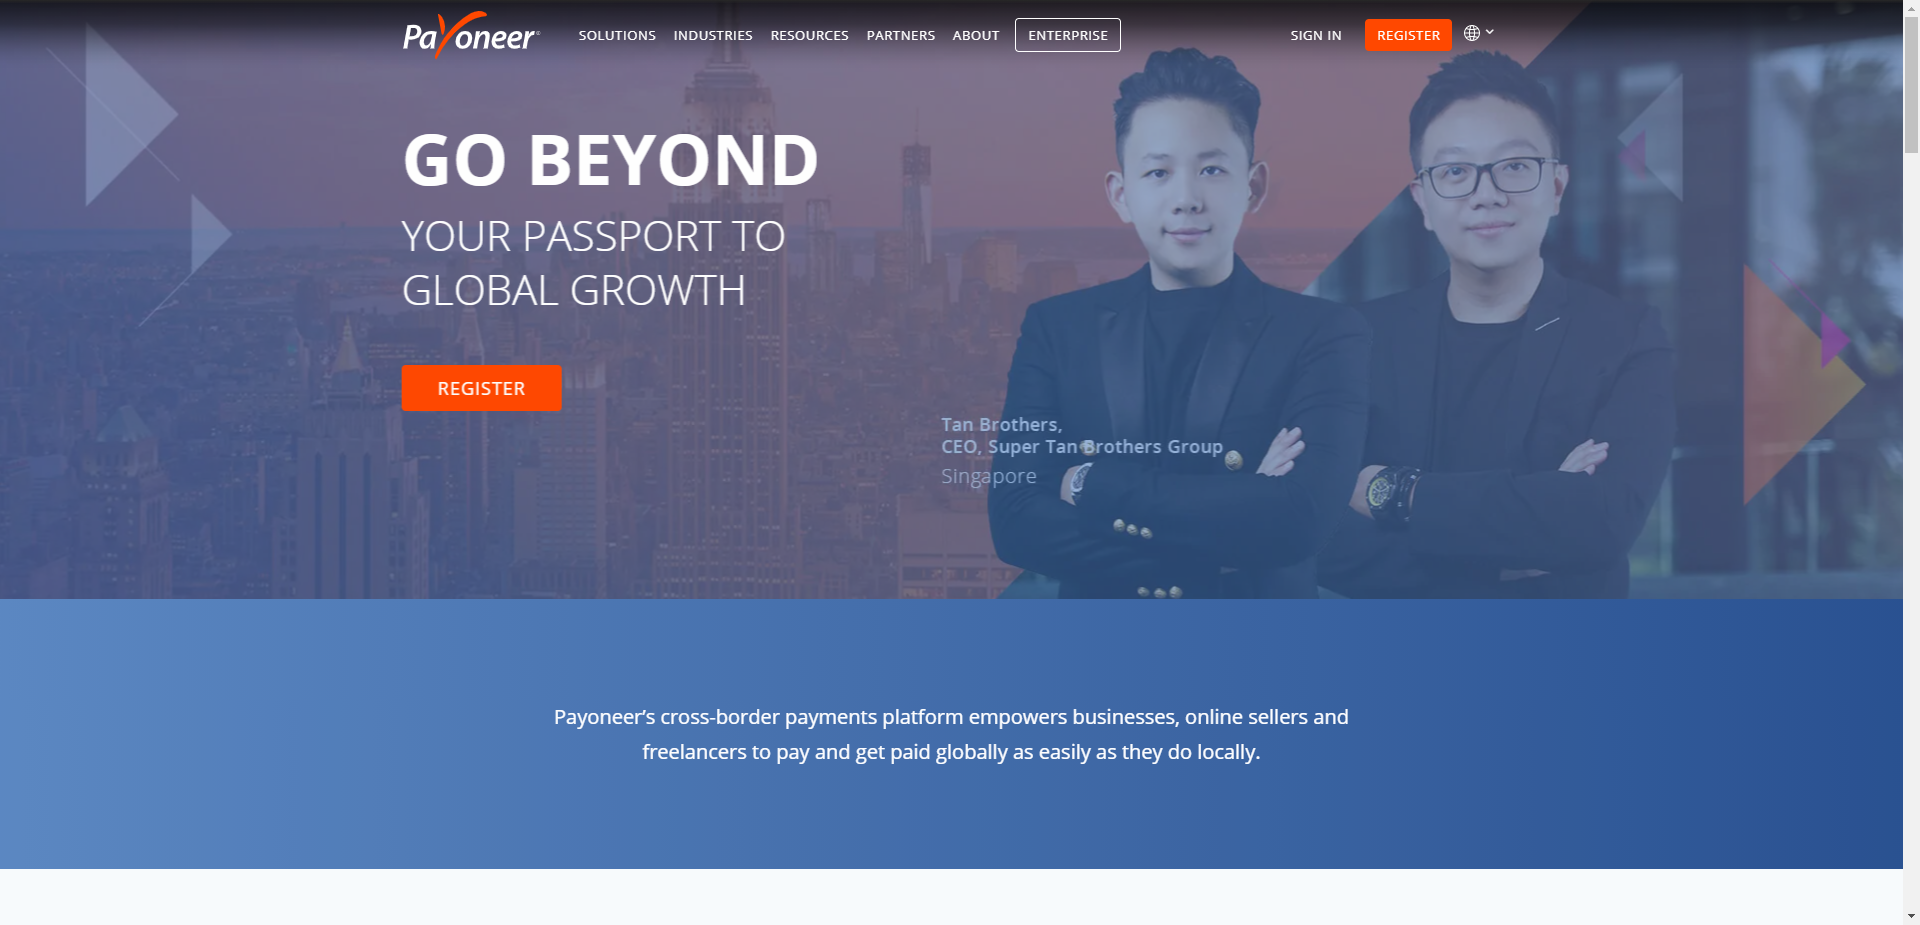 Payoneer
SOLUTIONS INDUSTRIES RESOURCES PARTNERS ABOUT ENTERPRISE SIGN IN REGISTER
GO BEYOND
YOUR PASSPORT TO
GLOBAL GROWTH
REGISTER
Tan Brothers,
CEO, Super Tan Brothers Group
Singapore
Payoneer’s cross-border payments platform empowers businesses, online sellers and
freelancers to pay and get paid globally as easily as they do locally.